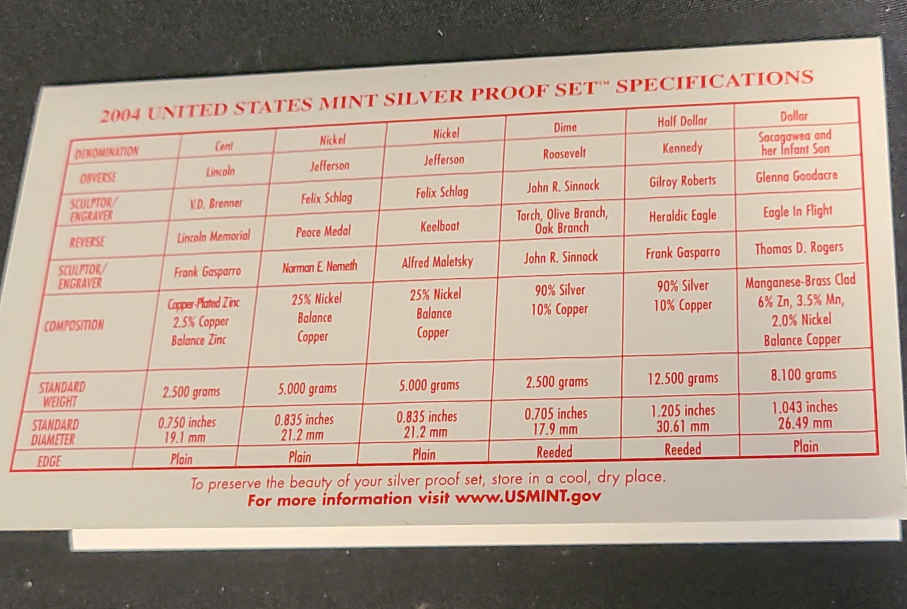 2004 UNITED STATES MINT SILVER PROOF SET™ SPECIFICATIONS
DENOMINATION Cent Nickel Nickel Dime Half Dollar Dollar
OBVERSE Lincoln Jefferson Jefferson Roosevelt Kennedy Sacagawea and
her Infant Son
SCULPTOR/
ENGRAVER V.D. Brenner Felix Schlag Felix Schlag John R. Sinnock Gilroy Roberts Glenna Goodacre
REVERSE Lincoln Memorial Peace Medal Keelboat Torch, Olive Branch,
Oak Branch Heraldic Eagle Eagle In Flight
SCULPTOR/
ENGRAVER Frank Gasparro Norman E. Nemeth Alfred Maletsky John R. Sinnock Frank Gasparro Thomas D. Rogers
COMPOSITION Copper-Plated Zinc 25% Nickel 25% Nickel 90% Silver 90% Silver Manganese-Brass Clad
2.5% Copper Balance Balance 10% Copper 10% Copper 6% Zn, 3.5% Mn,
Balance Zinc Copper Copper 2.0% Nickel
Balance Copper
STANDARD
WEIGHT 2.500 grams 5.000 grams 5.000 grams 2.500 grams 12.500 grams 8.100 grams
STANDARD 0.750 inches 0.835 inches 0.835 inches 0.705 inches 1.205 inches 1.043 inches
DIAMETER 19.1 mm 21.2 mm 21.2 mm 17.9 mm 30.61 mm 26.49 mm
EDGE Plain Plain Plain Reeded Reeded Plain
To preserve the beauty of your silver proof set, store in a cool, dry place.
For more information visit www.USMINT.gov